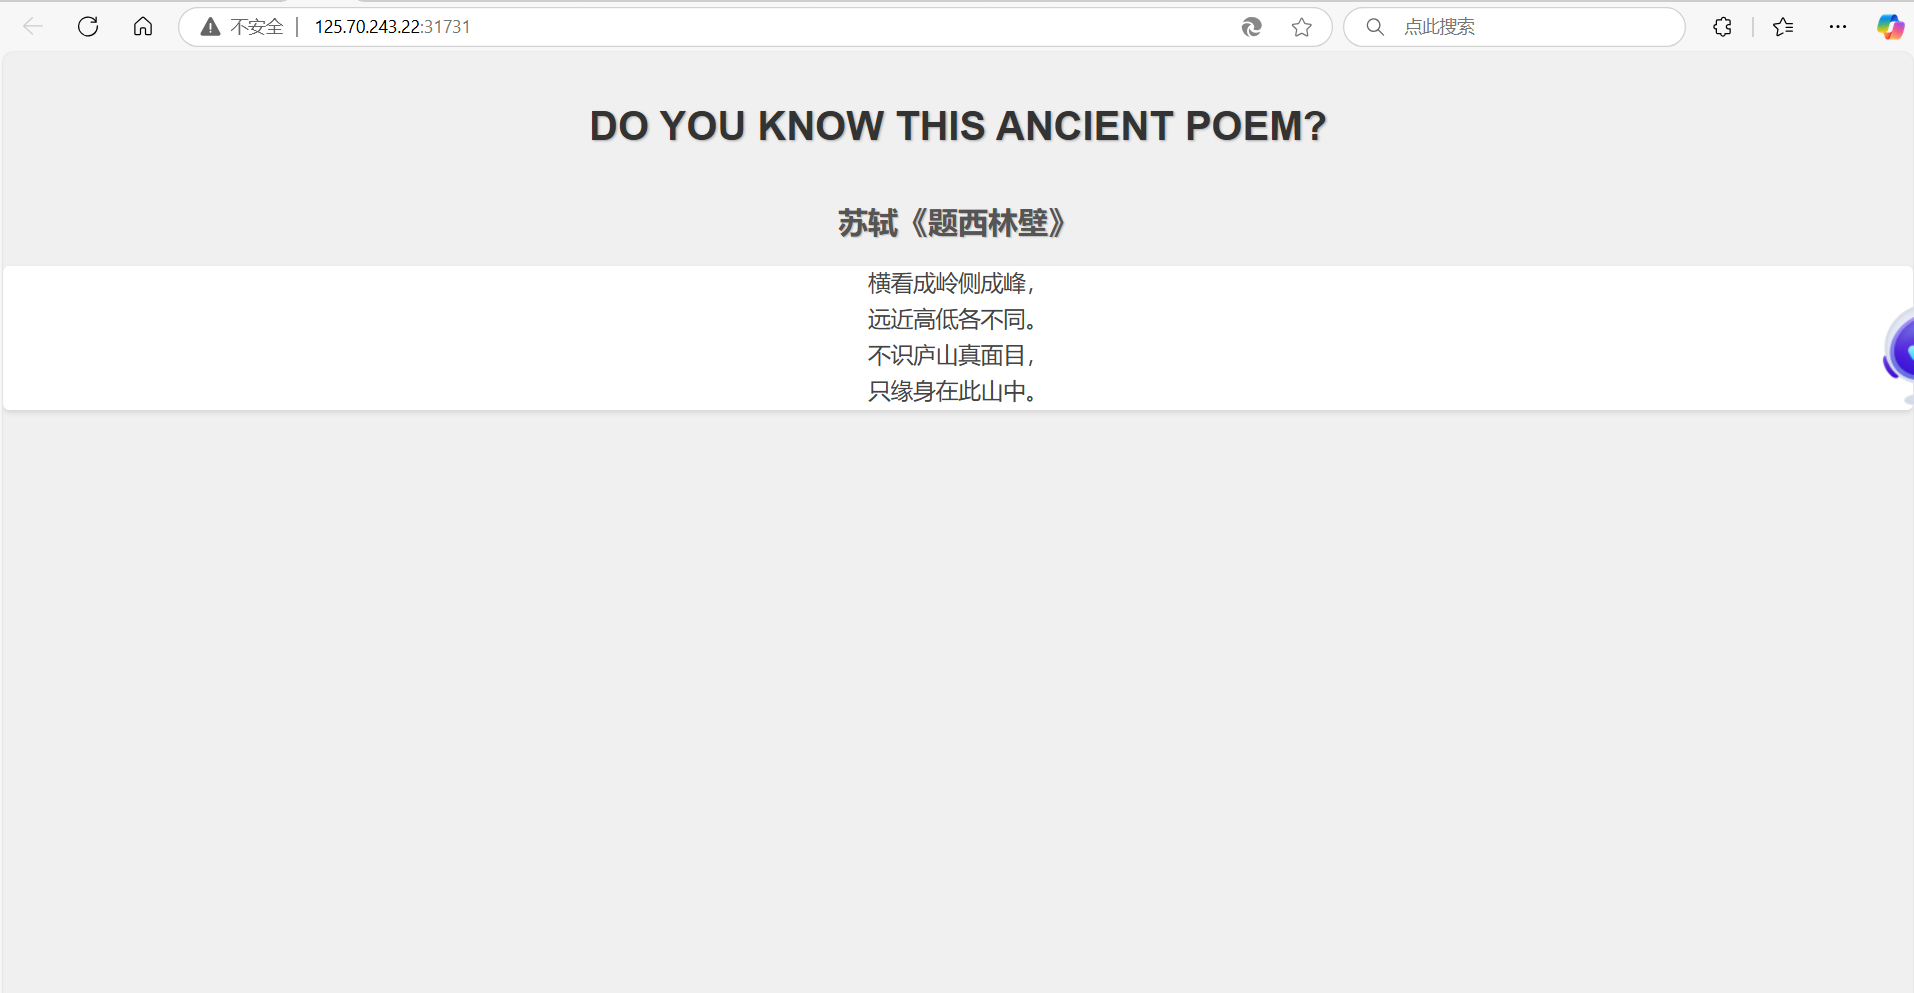 不安全
125.70.243.22:31731
点此搜索
DO YOU KNOW THIS ANCIENT POEM?
苏轼《题西林壁》
横看成岭侧成峰，
远近高低各不同。
不识庐山真面目，
只缘身在此山中。